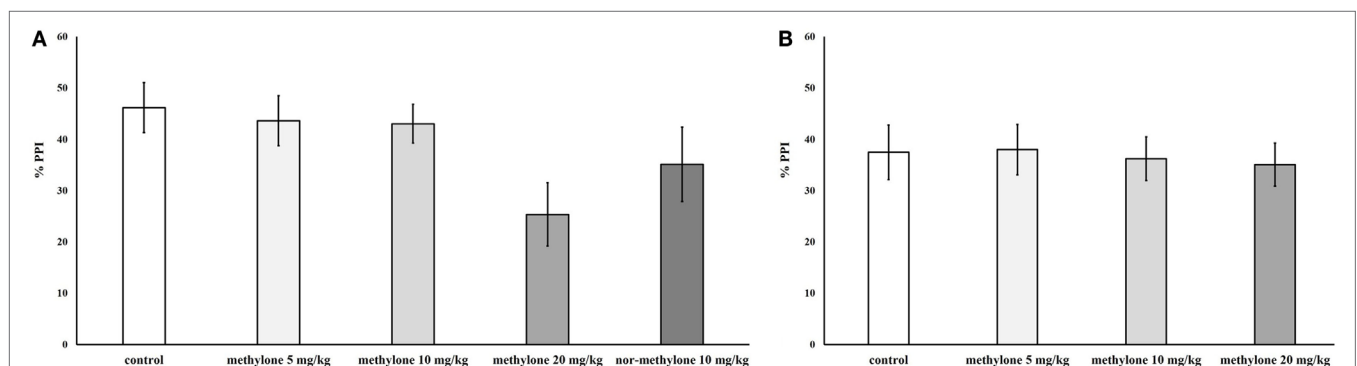 A
60
50
40
30
20
10
0
% PPI
control
methylone 5 mg/kg
methylone 10 mg/kg
methylone 20 mg/kg
nor-methylone 10 mg/kg
B
60
50
40
30
20
10
0
% PPI
control
methylone 5 mg/kg
methylone 10 mg/kg
methylone 20 mg/kg